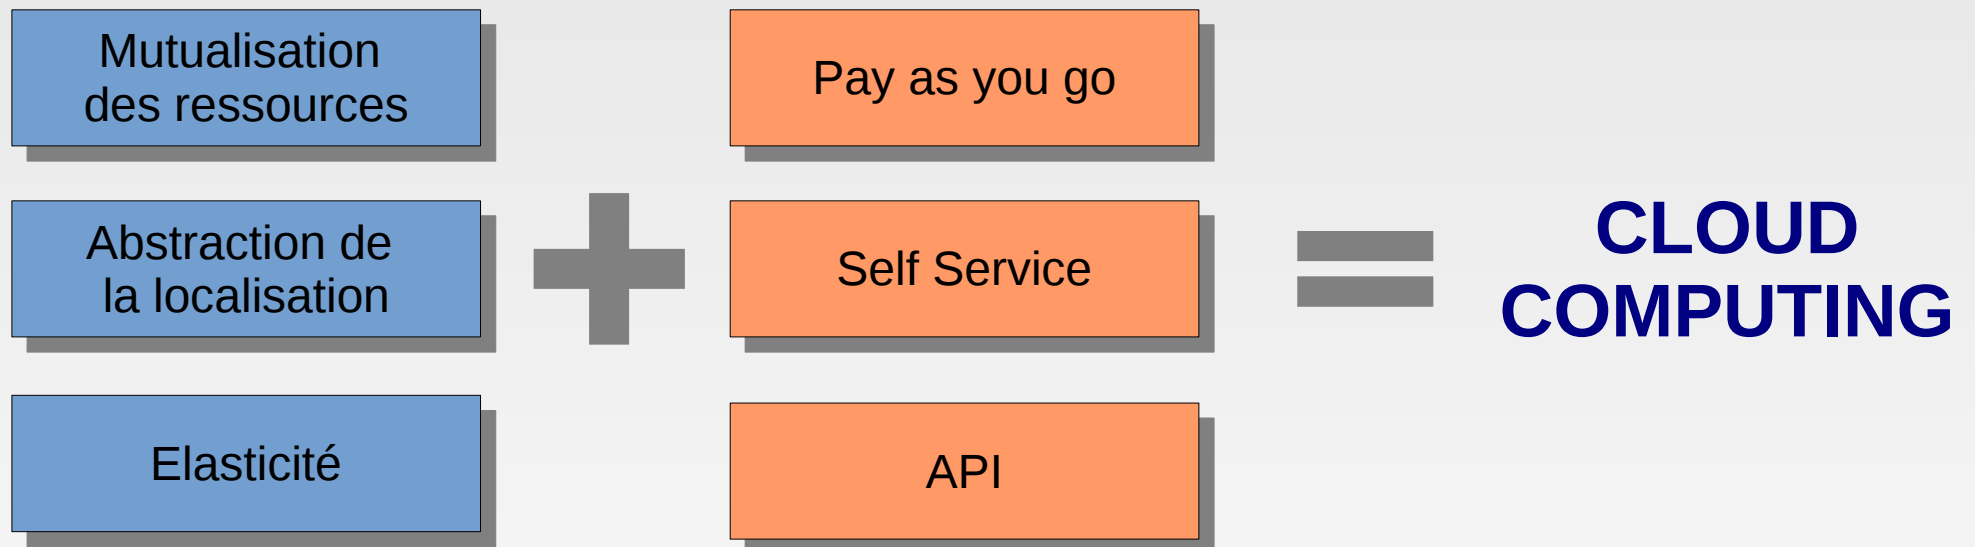 Mutualisation
des ressources
Abstraction de
la localisation
Elasticité
Pay as you go
Self Service
API
CLOUD
COMPUTING